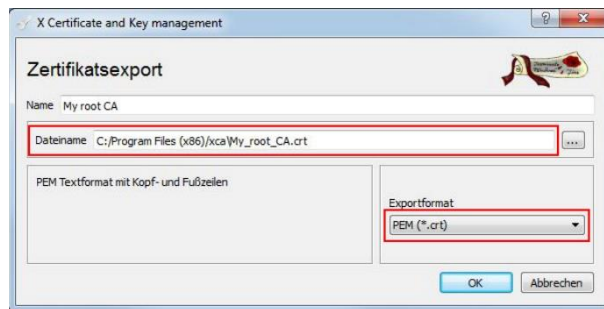 X Certificate and Key management
Zertifikatsexport
Name My root CA
Dateiname C:/Program Files (x86)/xca\My_root_CA.crt ...
PEM Textformat mit Kopf- und Fußzeilen
Exportformat
PEM (*.crt)
OK Abbrechen